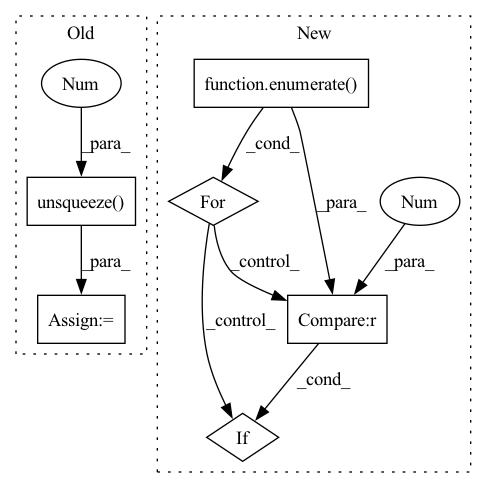 Old
New
Num
function.enumerate()
_para_
_cond_
unsqueeze()
For
_para_
Num
_para_
_control_
_para_
Assign:=
_control_
Compare:r
_cond_
If